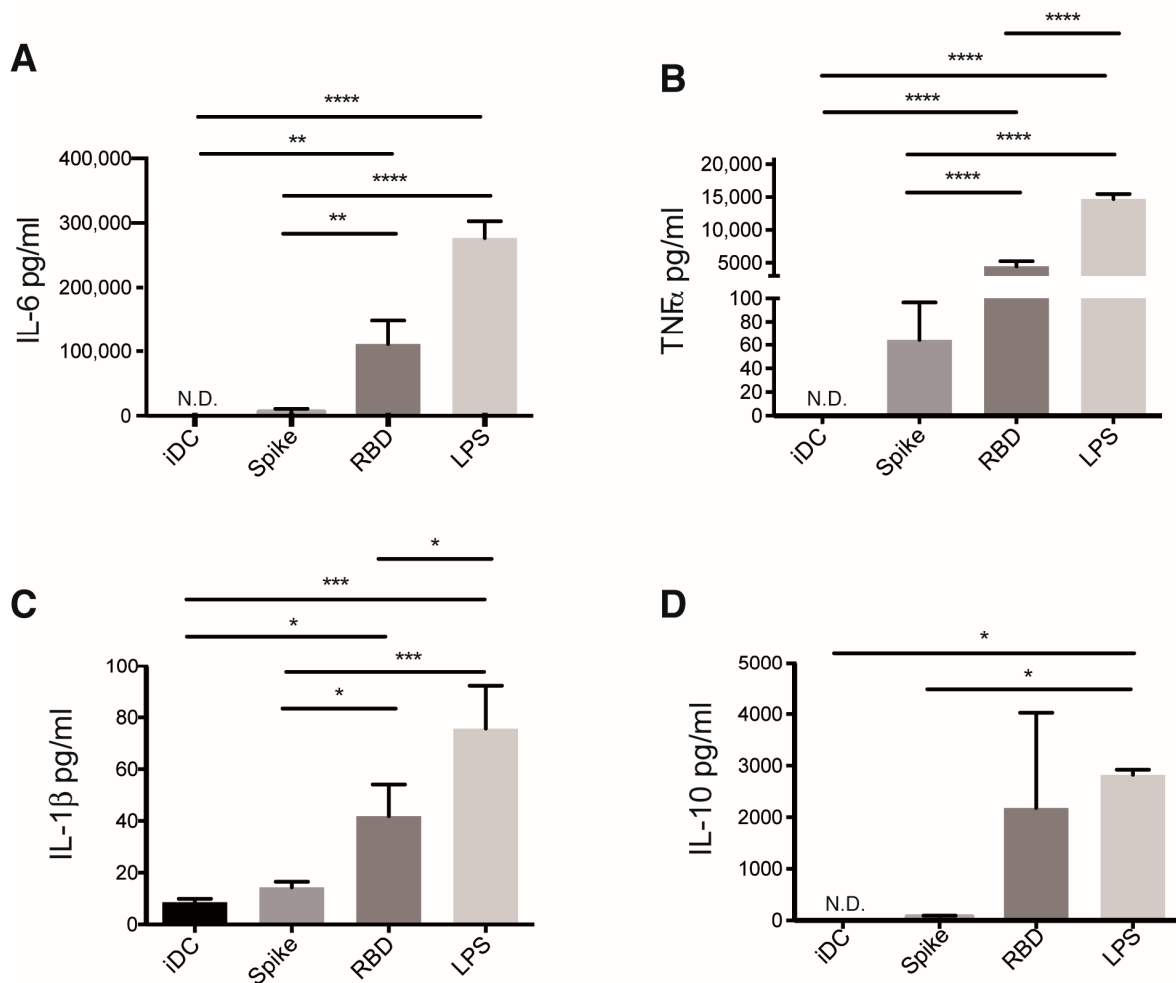 A
****
**
****
**
IL-6 pg/ml
400,000
300,000
200,000
100,000
0
N.D.
iDC
Spike
RBD
LPS
B
****
****
****
****
****
TNFα pg/ml
20,000
15,000
10,000
5000
100
80
60
40
20
0
N.D.
iDC
Spike
RBD
LPS
C
*
***
*
***
*
IL-1β pg/ml
100
80
60
40
20
0
iDC
Spike
RBD
LPS
D
*
*
IL-10 pg/ml
5000
4000
3000
2000
1000
0
N.D.
iDC
Spike
RBD
LPS